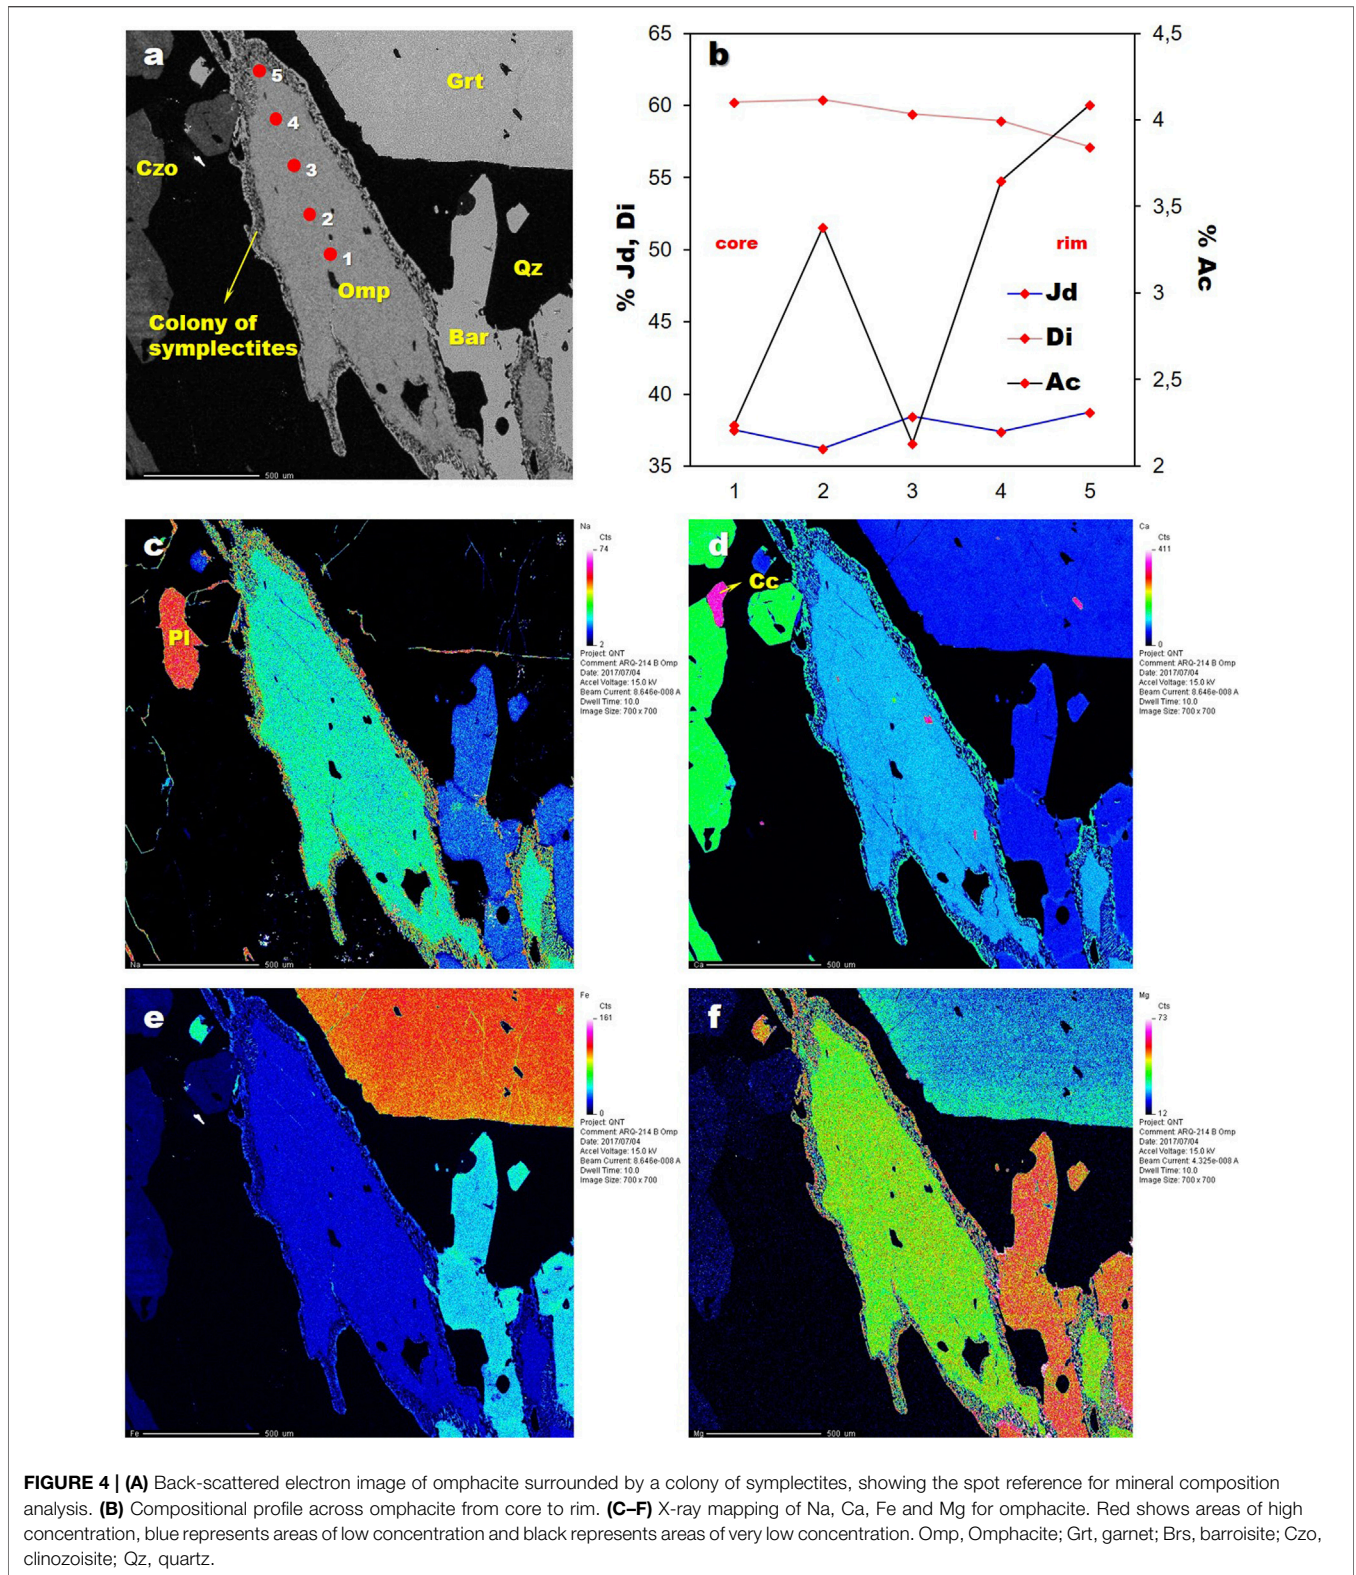 a
5
4
3
2
1
Grt
Czo
Omp
Qz
Bar
Colony of
symplectites
500 um
b
65
60
55
50
45
40
35
% Jd, Di
4,5
4
3,5
3
2,5
2
% Ac
core
rim
Jd
Di
Ac
1 2 3 4 5
c
Pl
Na
500 um
Na
Cts
74
2
Project: QNT
Comment: ARQ-214 B Omp
Date: 2017/07/04
Accel Voltage: 15.0 kV
Beam Current: 8.646e-008 A
Dwell Time: 10.0
Image Size: 700 x 700
d
Cc
Ca
500 um
Ca
Cts
411
0
Project: QNT
Comment: ARQ-214 B Omp
Date: 2017/07/04
Accel Voltage: 15.0 kV
Beam Current: 8.646e-008 A
Dwell Time: 10.0
Image Size: 700 x 700
e
Fe
500 um
Fe
Cts
161
0
Project: QNT
Comment: ARQ-214 B Omp
Date: 2017/07/04
Accel Voltage: 15.0 kV
Beam Current: 8.646e-008 A
Dwell Time: 10.0
Image Size: 700 x 700
f
Mg
500 um
Mg
Cts
73
12
Project: QNT
Comment: ARQ-214 B Omp
Date: 2017/07/04
Accel Voltage: 15.0 kV
Beam Current: 4.325e-008 A
Dwell Time: 10.0
Image Size: 700 x 700
FIGURE 4 | (A) Back-scattered electron image of omphacite surrounded by a colony of symplectites, showing the spot reference for mineral composition
analysis. (B) Compositional profile across omphacite from core to rim. (C–F) X-ray mapping of Na, Ca, Fe and Mg for omphacite. Red shows areas of high
concentration, blue represents areas of low concentration and black represents areas of very low concentration. Omp, Omphacite; Grt, garnet; Brs, barroisite; Czo,
clinozoisite; Qz, quartz.